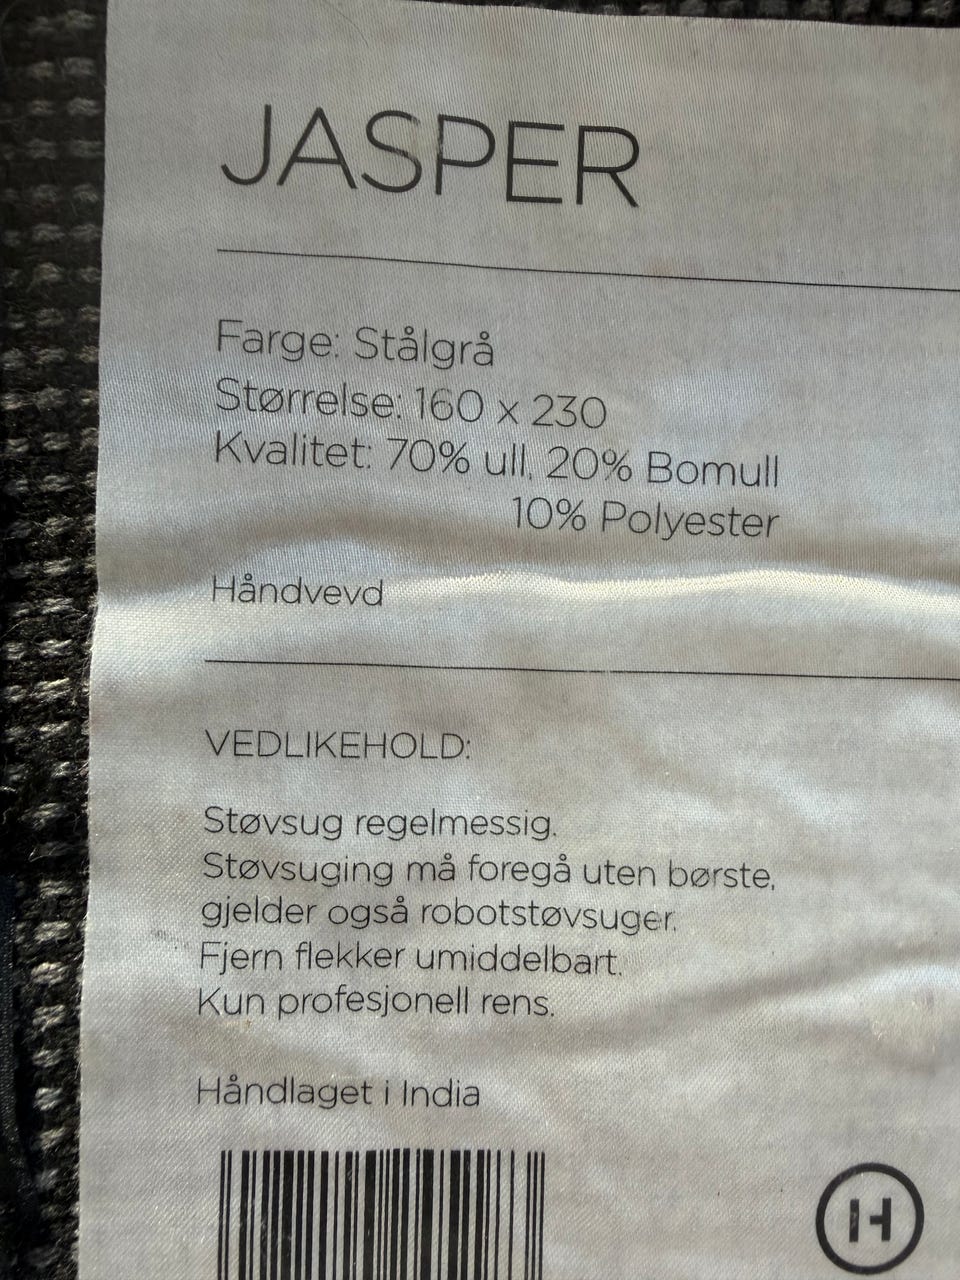 JASPER
Farge: Stålgrå
Størrelse: 160 x 230
Kvalitet: 70% ull, 20% Bomull
10% Polyester
Håndvevd
VEDLIKEHOLD:
Støvsug regelmessig.
Støvsuging må foregå uten børste,
gjelder også robotstøvsuger.
Fjern flekker umiddelbart.
Kun profesjonell rens.
Håndlaget i India
H